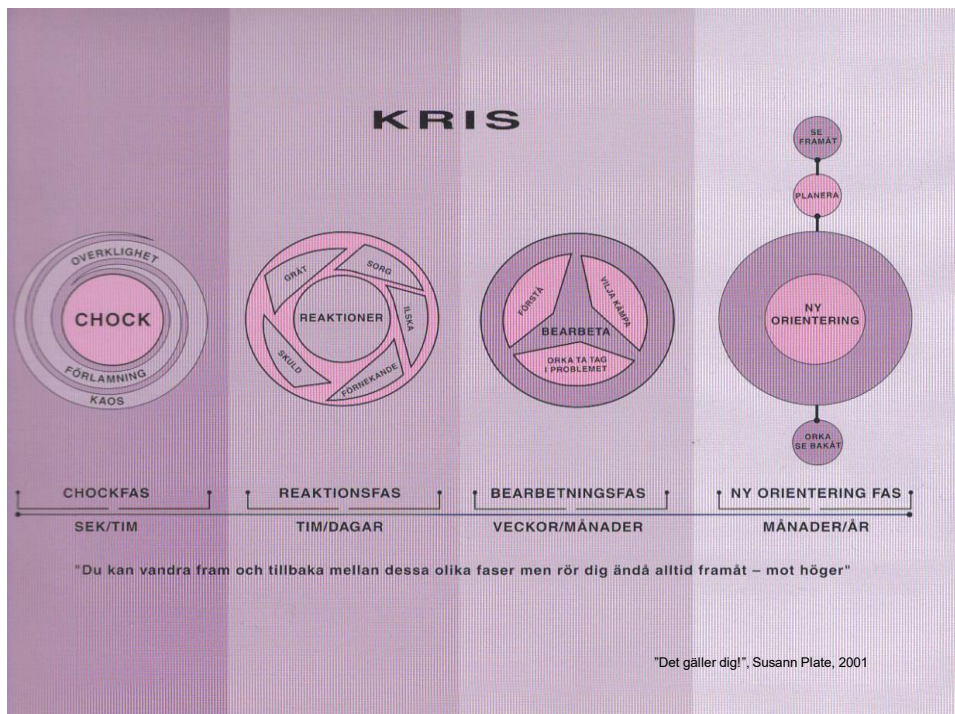 KRIS
OVERKLIGHET
CHOCK
FÖRLAMNING
KAOS
GRÅT
SORG
ILSKA
REAKTIONER
SKULD
FÖRNEKANDE
FÖRSTÅ
VILJA KÄMPA
BEARBETA
ORKA TA TAG
I PROBLEMET
SE
FRAMÅT
PLANERA
NY
ORIENTERING
ORKA
SE BAKÅT
CHOCKFAS
REAKTIONSFAS
BEARBETNINGSFAS
NY ORIENTERING FAS
SEK/TIM
TIM/DAGAR
VECKOR/MÅNADER
MÅNADER/ÅR
"Du kan vandra fram och tillbaka mellan dessa olika faser men rör dig ändå alltid framåt – mot höger"
”Det gäller dig!”, Susann Plate, 2001